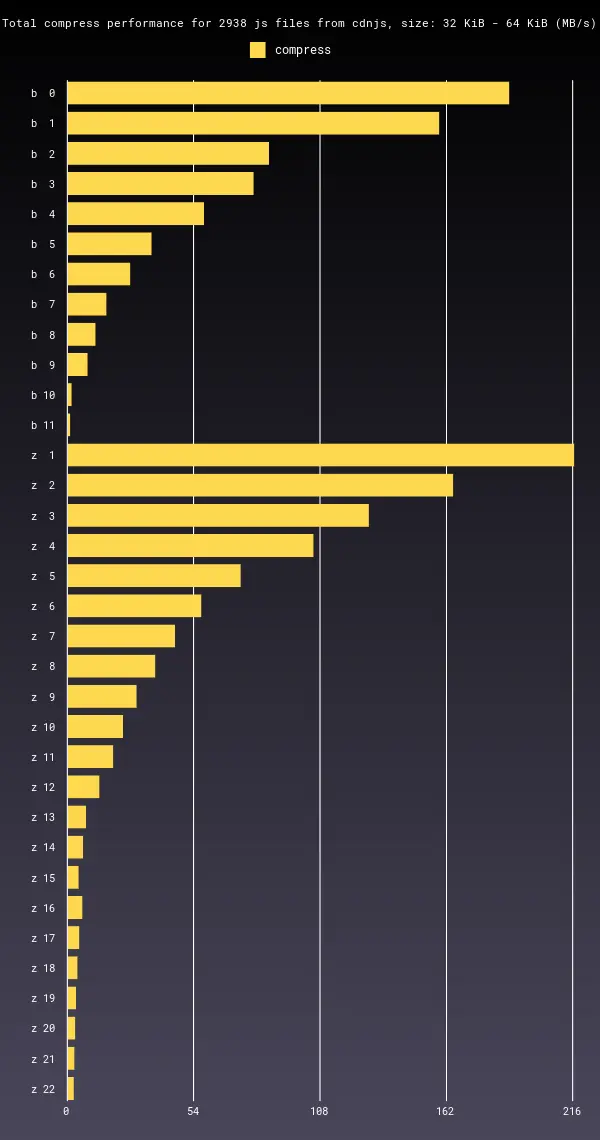 Total compress performance for 2938 js files from cdnjs, size: 32 KiB - 64 KiB (MB/s)
compress
b 0
b 1
b 2
b 3
b 4
b 5
b 6
b 7
b 8
b 9
b 10
b 11
z 1
z 2
z 3
z 4
z 5
z 6
z 7
z 8
z 9
z 10
z 11
z 12
z 13
z 14
z 15
z 16
z 17
z 18
z 19
z 20
z 21
z 22
0 54 108 162 216